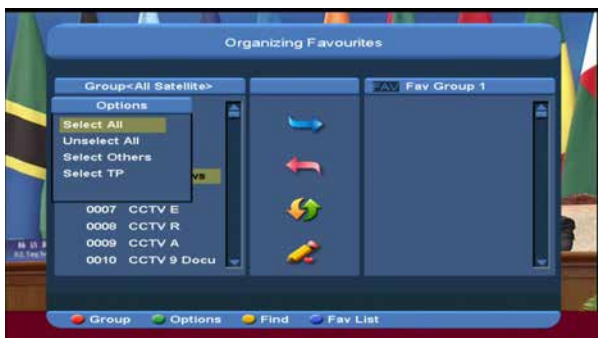 Organizing Favourites
Group<All Satellite>
FAV Fav Group 1
Options
Select All
Unselect All
Select Others
Select TP
vs
0007 CCTV E
0008 CCTV R
0009 CCTV A
0010 CCTV 9 Docu
Group Options Find Fav List